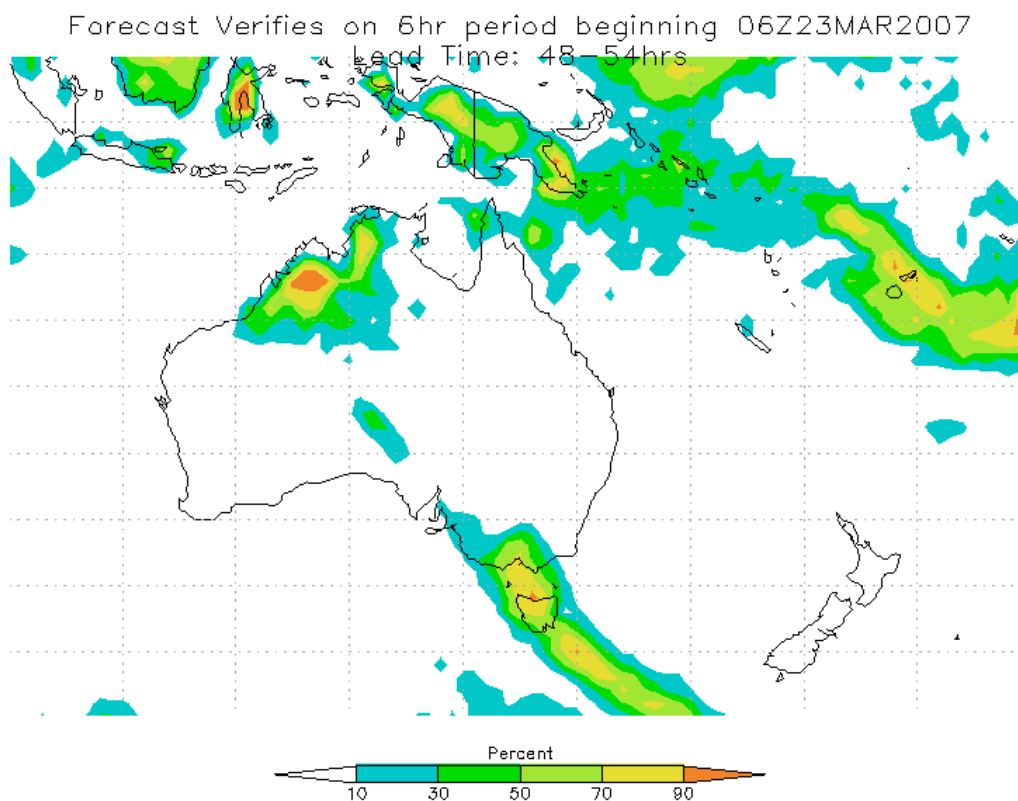 Forecast Verifies on 6hr period beginning 06Z23MAR2007
Lead Time: 48-54hrs
Percent
10 30 50 70 90